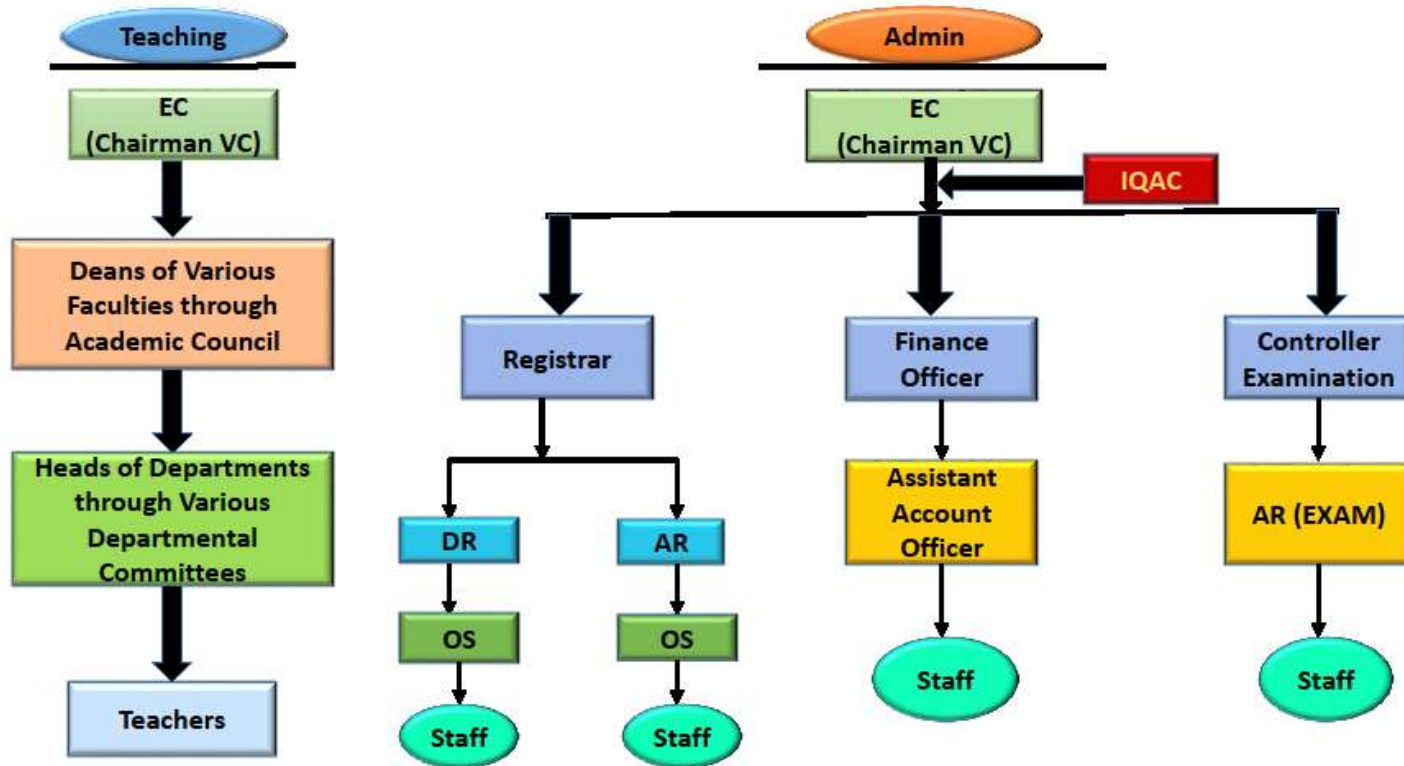 Teaching
EC
(Chairman VC)
Deans of Various
Faculties through
Academic Council
Heads of Departments
through Various
Departmental
Committees
Teachers
Admin
EC
(Chairman VC)
IQAC
Registrar
Finance
Officer
Controller
Examination
DR
AR
Assistant
Account
Officer
AR (EXAM)
OS
OS
Staff
Staff
Staff
Staff